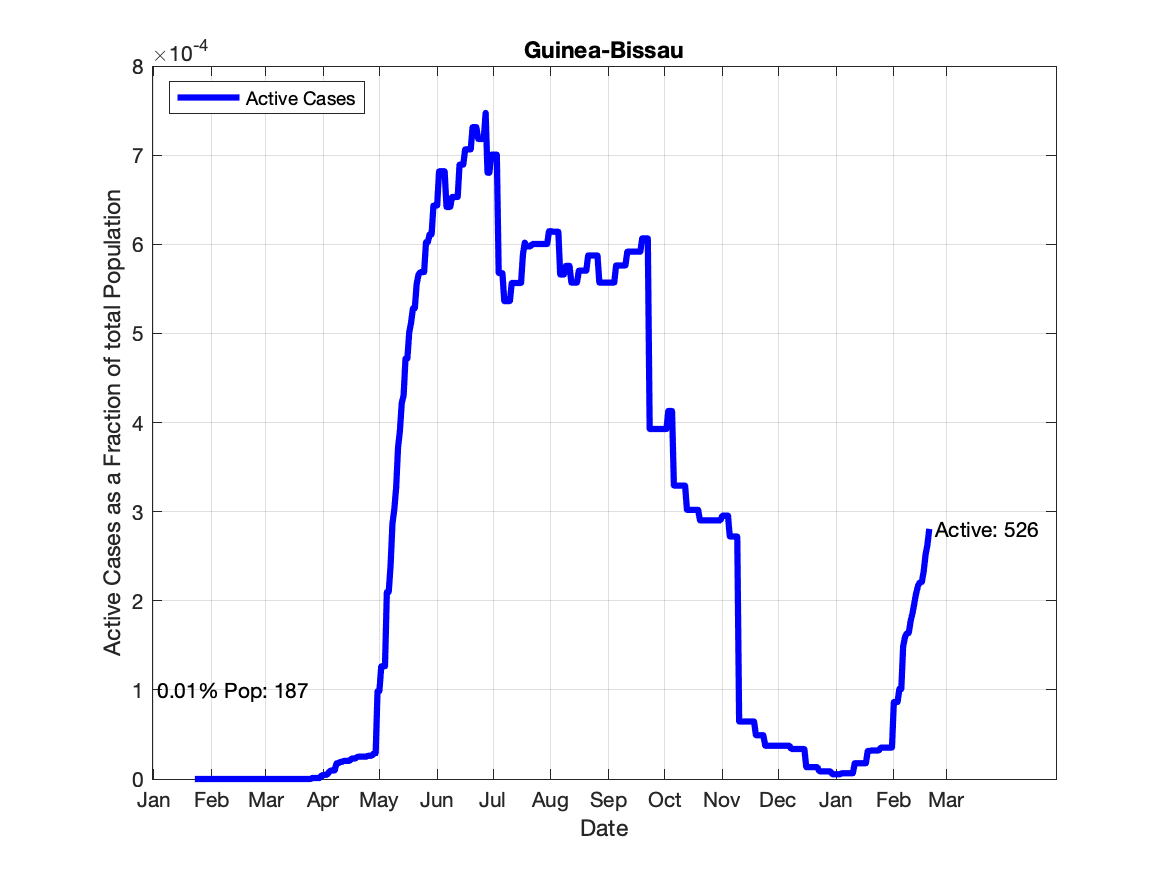 Guinea-Bissau
×10-4
Active Cases
8
7
6
5
4
3
2
1
0
Active Cases as a Fraction of total Population
0.01% Pop: 187
Active: 526
Jan Feb Mar Apr May Jun Jul Aug Sep Oct Nov Dec Jan Feb Mar
Date